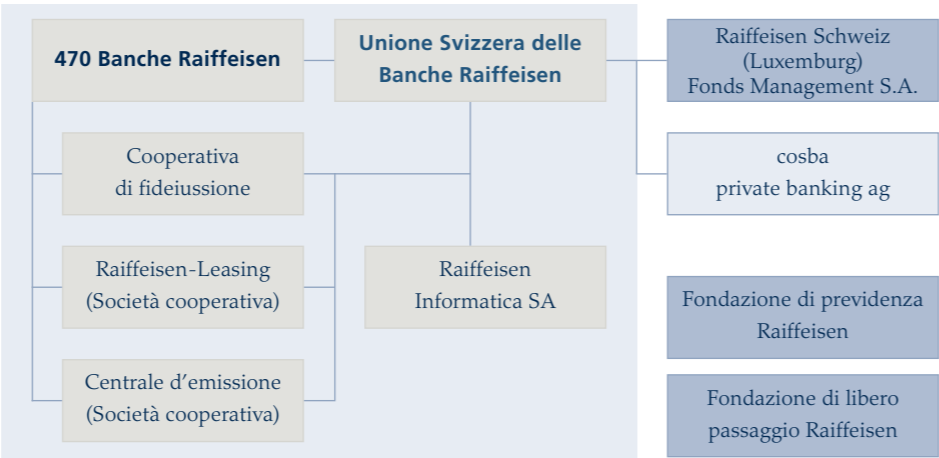 470 Banche Raiffeisen
Unione Svizzera delle
Banche Raiffeisen
Raiffeisen Schweiz
(Luxemburg)
Fonds Management S.A.
Cooperativa
di fideiussione
cosba
private banking ag
Raiffeisen-Leasing
(Società cooperativa)
Raiffeisen
Informatica SA
Fondazione di previdenza
Raiffeisen
Centrale d’emissione
(Società cooperativa)
Fondazione di libero
passaggio Raiffeisen